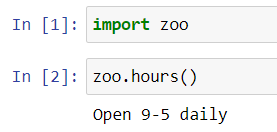 In [1]: import zoo
In [2]: zoo.hours()
Open 9-5 daily